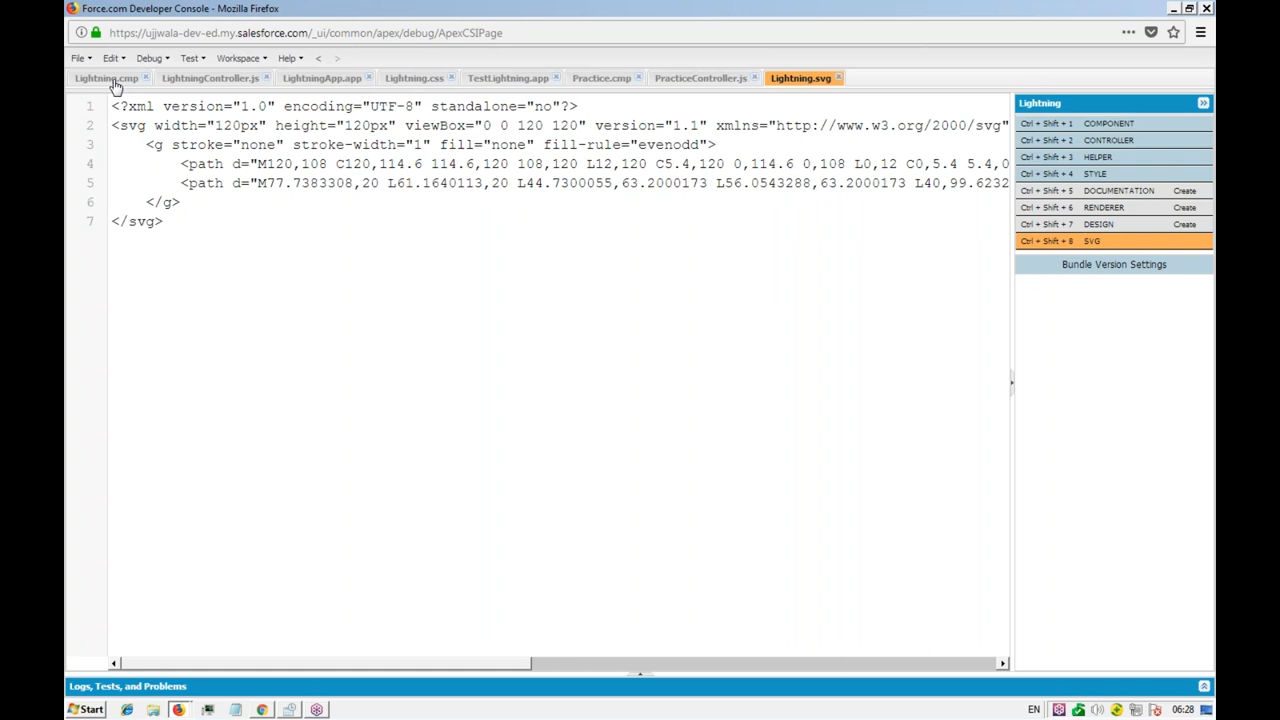 Force.com Developer Console - Mozilla Firefox
https://ujjwala-dev-ed.my.salesforce.com/_ui/common/apex/debug/ApexCSIPage
File Edit Debug Test Workspace Help < >
Lightning.cmp LightningController.js LightningApp.app Lightning.css TestLightning.app Practice.cmp PracticeController.js Lightning.svg
1 <?xml version="1.0" encoding="UTF-8" standalone="no"?>
2 <svg width="120px" height="120px" viewBox="0 0 120 120" version="1.1" xmlns="http://www.w3.org/2000/svg"
3 <g stroke="none" stroke-width="1" fill="none" fill-rule="evenodd">
4 <path d="M120,108 C120,114.6 114.6,120 108,120 L12,120 C5.4,120 0,114.6 0,108 L0,12 C0,5.4 5.4,0
5 <path d="M77.7383308,20 L61.1640113,20 L44.7300055,63.2000173 L56.0543288,63.2000173 L40,99.6232
6 </g>
7 </svg>
Lightning
Ctrl + Shift + 1 COMPONENT
Ctrl + Shift + 2 CONTROLLER
Ctrl + Shift + 3 HELPER
Ctrl + Shift + 4 STYLE
Ctrl + Shift + 5 DOCUMENTATION Create
Ctrl + Shift + 6 RENDERER Create
Ctrl + Shift + 7 DESIGN Create
Ctrl + Shift + 8 SVG
Bundle Version Settings
Logs, Tests, and Problems
Start EN 06:28